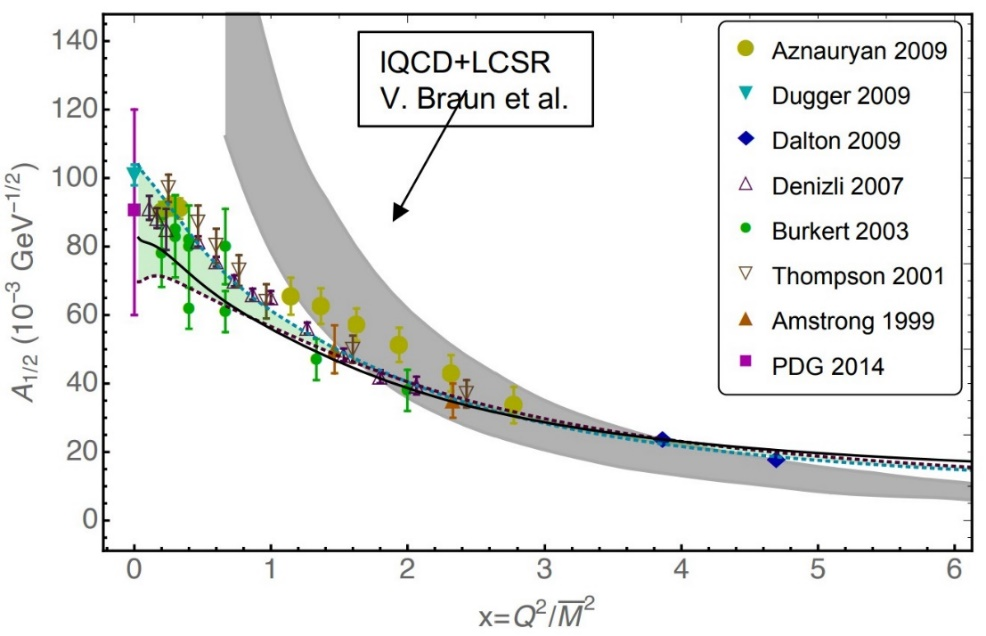 140
120
100
80
60
40
20
0
A1/2 (10⁻³ GeV⁻¹/²)
IQCD+LCSR
V. Braun et al.
Aznauryan 2009
Dugger 2009
Dalton 2009
Denizli 2007
Burkert 2003
Thompson 2001
Amstrong 1999
PDG 2014
0 1 2 3 4 5 6
x=Q²/M̅²